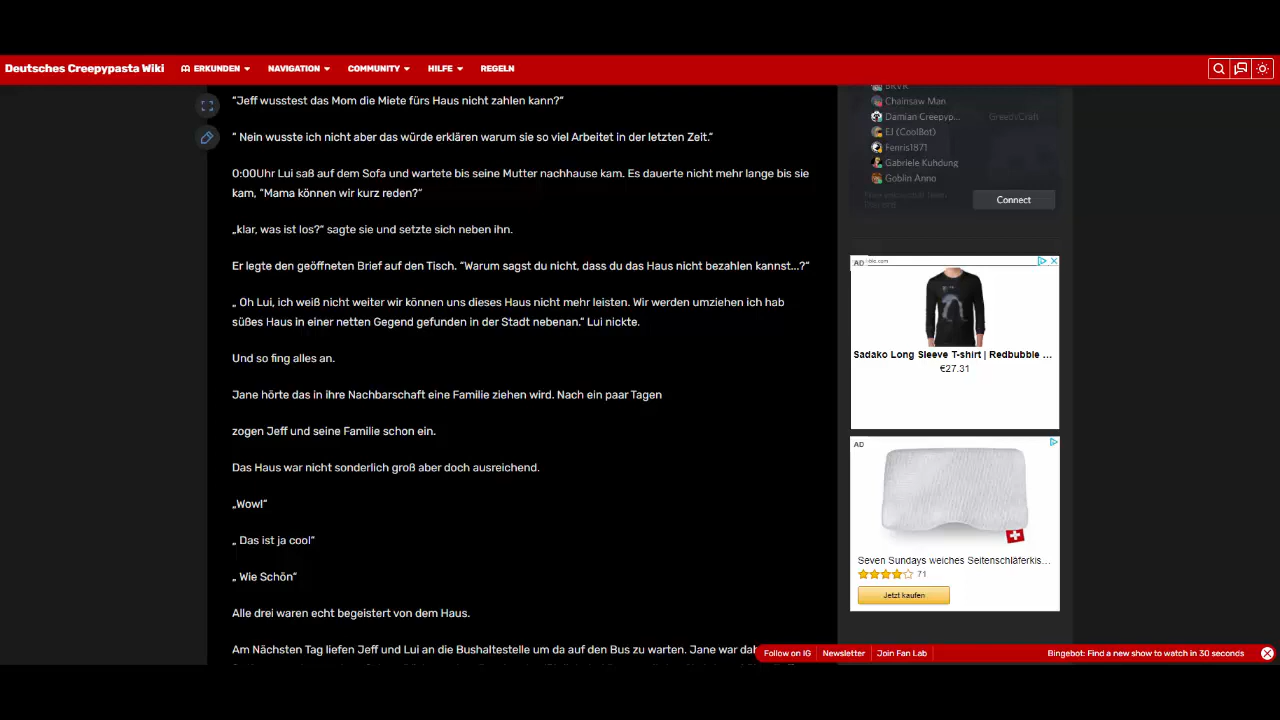 Deutsches Creepypasta Wiki
ERKUNDEN
NAVIGATION
COMMUNITY
HILFE
REGELN
"Jeff wusstest das Mom die Miete fürs Haus nicht zahlen kann?"
" Nein wusste ich nicht aber das würde erklären warum sie so viel Arbeitet in der letzten Zeit."
0:00Uhr Lui saß auf dem Sofa und wartete bis seine Mutter nachhause kam. Es dauerte nicht mehr lange bis sie
kam, "Mama können wir kurz reden?"
„klar, was ist los?" sagte sie und setzte sich neben ihn.
Er legte den geöffneten Brief auf den Tisch. "Warum sagst du nicht, dass du das Haus nicht bezahlen kannst...?"
„ Oh Lui, ich weiß nicht weiter wir können uns dieses Haus nicht mehr leisten. Wir werden umziehen ich hab
süßes Haus in einer netten Gegend gefunden in der Stadt nebenan." Lui nickte.
Und so fing alles an.
Jane hörte das in ihre Nachbarschaft eine Familie ziehen wird. Nach ein paar Tagen
zogen Jeff und seine Familie schon ein.
Das Haus war nicht sonderlich groß aber doch ausreichend.
„Wow!"
„ Das ist ja cool"
„ Wie Schön"
Alle drei waren echt begeistert von dem Haus.
Am Nächsten Tag liefen Jeff und Lui an die Bushaltestelle um da auf den Bus zu warten. Jane war
Chainsaw Man
Damian Creepyp...
GreedyCraft
EJ (CoolBot)
Fenris1871
Gabriele Kuhdung
Goblin Anno
Connect
AD
Sadako Long Sleeve T-shirt | Redbubble ...
€27.31
AD
Seven Sundays weiches Seitenschläferkis...
71
Jetzt kaufen
Follow on IG
Newsletter
Join Fan Lab
Bingebot: Find a new show to watch in 30 seconds